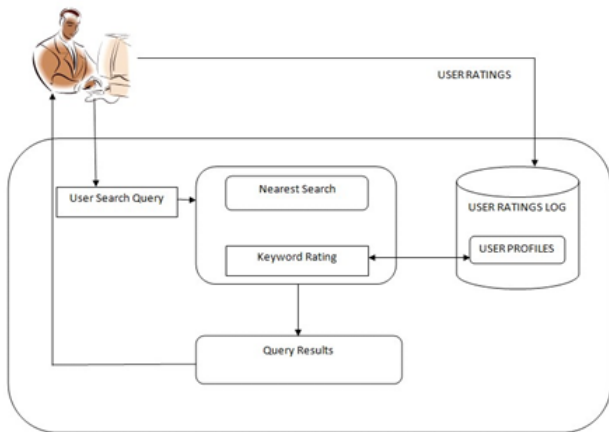 USER RATINGS
User Search Query
Nearest Search
USER RATINGS LOG
USER PROFILES
Keyword Rating
Query Results